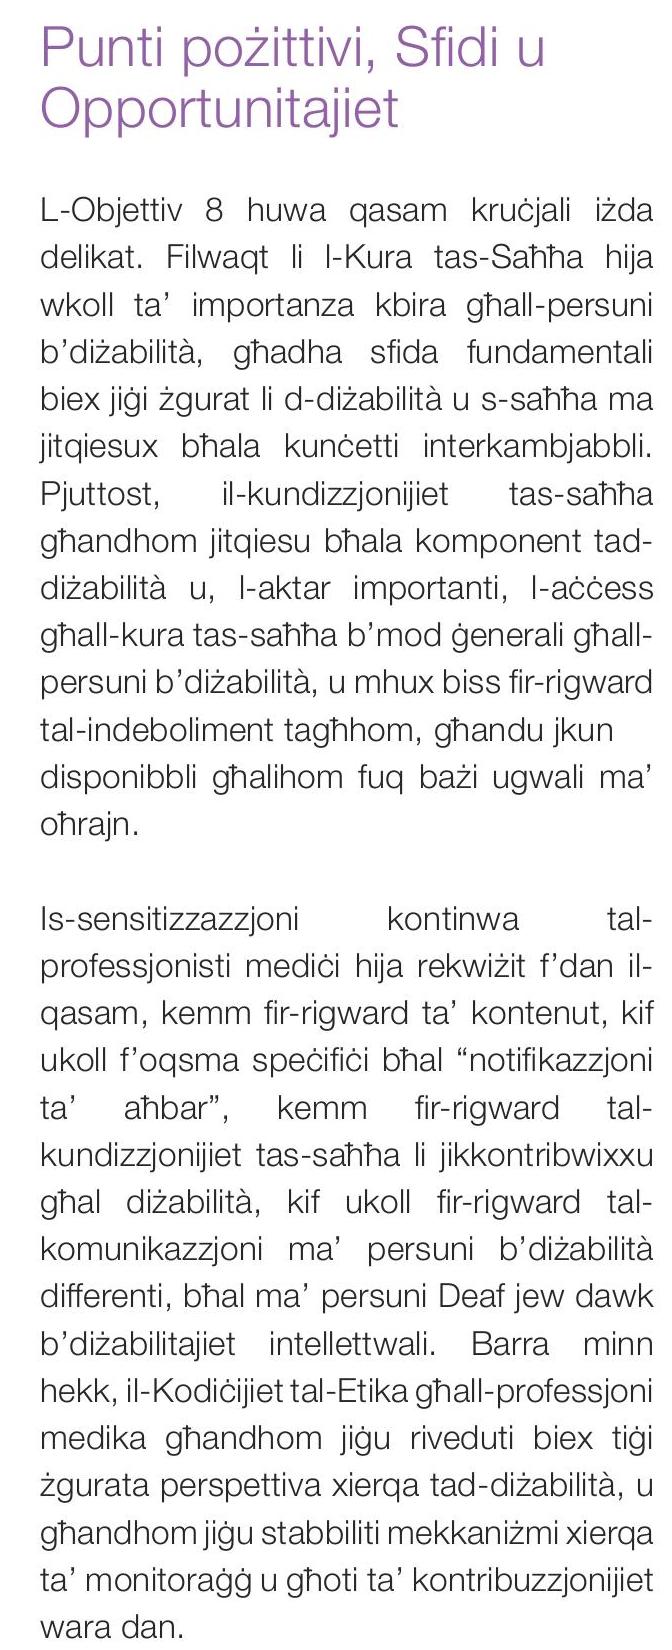 Punti pożittivi, Sfidi u
Opportunitajiet
L-Objettiv 8 huwa qasam kruċjali iżda
delikat. Filwaqt li l-Kura tas-Saħħa hija
wkoll ta’ importanza kbira għall-persuni
b’diżabilità, għadha sfida fundamentali
biex jiġi żgurat li d-diżabilità u s-saħħa ma
jitqiesux bħala kunċetti interkambjabbli.
Pjuttost, il-kundizzjonijiet tas-saħħa
għandhom jitqiesu bħala komponent tad-
diżabilità u, l-aktar importanti, l-aċċess
għall-kura tas-saħħa b’mod ġenerali għall-
persuni b’diżabilità, u mhux biss fir-rigward
tal-indeboliment tagħhom, għandu jkun
disponibbli għalihom fuq bażi ugwali ma’
oħrajn.
Is-sensitizzazzjoni kontinwa tal-
professjonisti mediċi hija rekwiżit f’dan il-
qasam, kemm fir-rigward ta’ kontenut, kif
ukoll f’oqsma speċifiċi bħal “notifikazzjoni
ta’ aħbar”, kemm fir-rigward tal-
kundizzjonijiet tas-saħħa li jikkontribwixxu
għal diżabilità, kif ukoll fir-rigward tal-
komunikazzjoni ma’ persuni b’diżabilità
differenti, bħal ma’ persuni Deaf jew dawk
b’diżabilitajiet intellettwali. Barra minn
hekk, il-Kodiċijiet tal-Etika għall-professjoni
medika għandhom jiġu riveduti biex tiġi
żgurata perspettiva xierqa tad-diżabilità, u
għandhom jiġu stabbiliti mekkaniżmi xierqa
ta’ monitoraġġ u għoti ta’ kontribuzzjonijiet
wara dan.